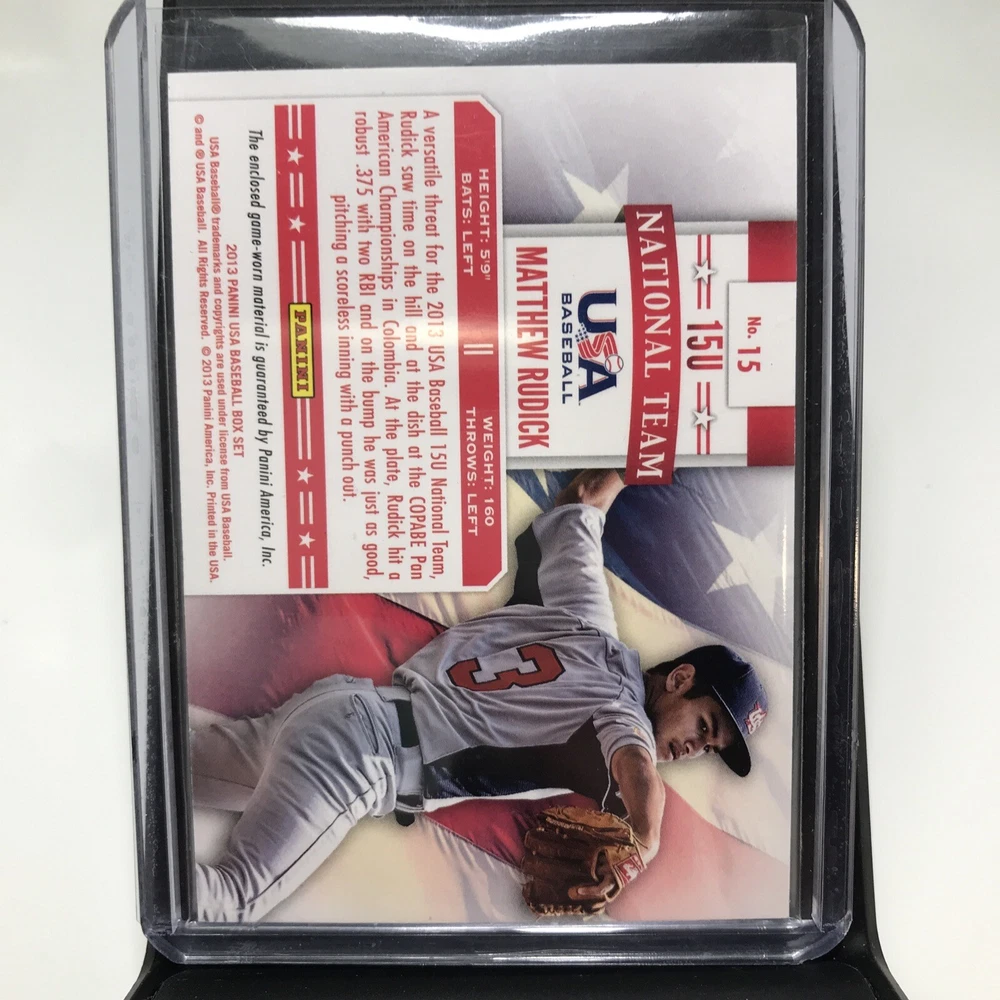 No. 15
15U
NATIONAL TEAM
USA
BASEBALL
MATTHEW RUDICK
HEIGHT: 5'9" || WEIGHT: 160
BATS: LEFT THROWS: LEFT
A versatile threat for the 2013 USA Baseball 15U National Team,
Rudick saw time on the hill and at the dish at the COPABE Pan
American Championships in Colombia. At the plate, Rudick hit a
robust .375 with two RBI and on the bump he was just as good,
pitching a scoreless inning with a punch out.
PANINI
The enclosed game-worn material is guaranteed by Panini America, Inc.
2013 PANINI USA BASEBALL BOX SET
USA Baseball® trademarks and copyrights are used under license from USA Baseball.
© and ® USA Baseball. All Rights Reserved. © 2013 Panini America, Inc. Printed in the USA.
3